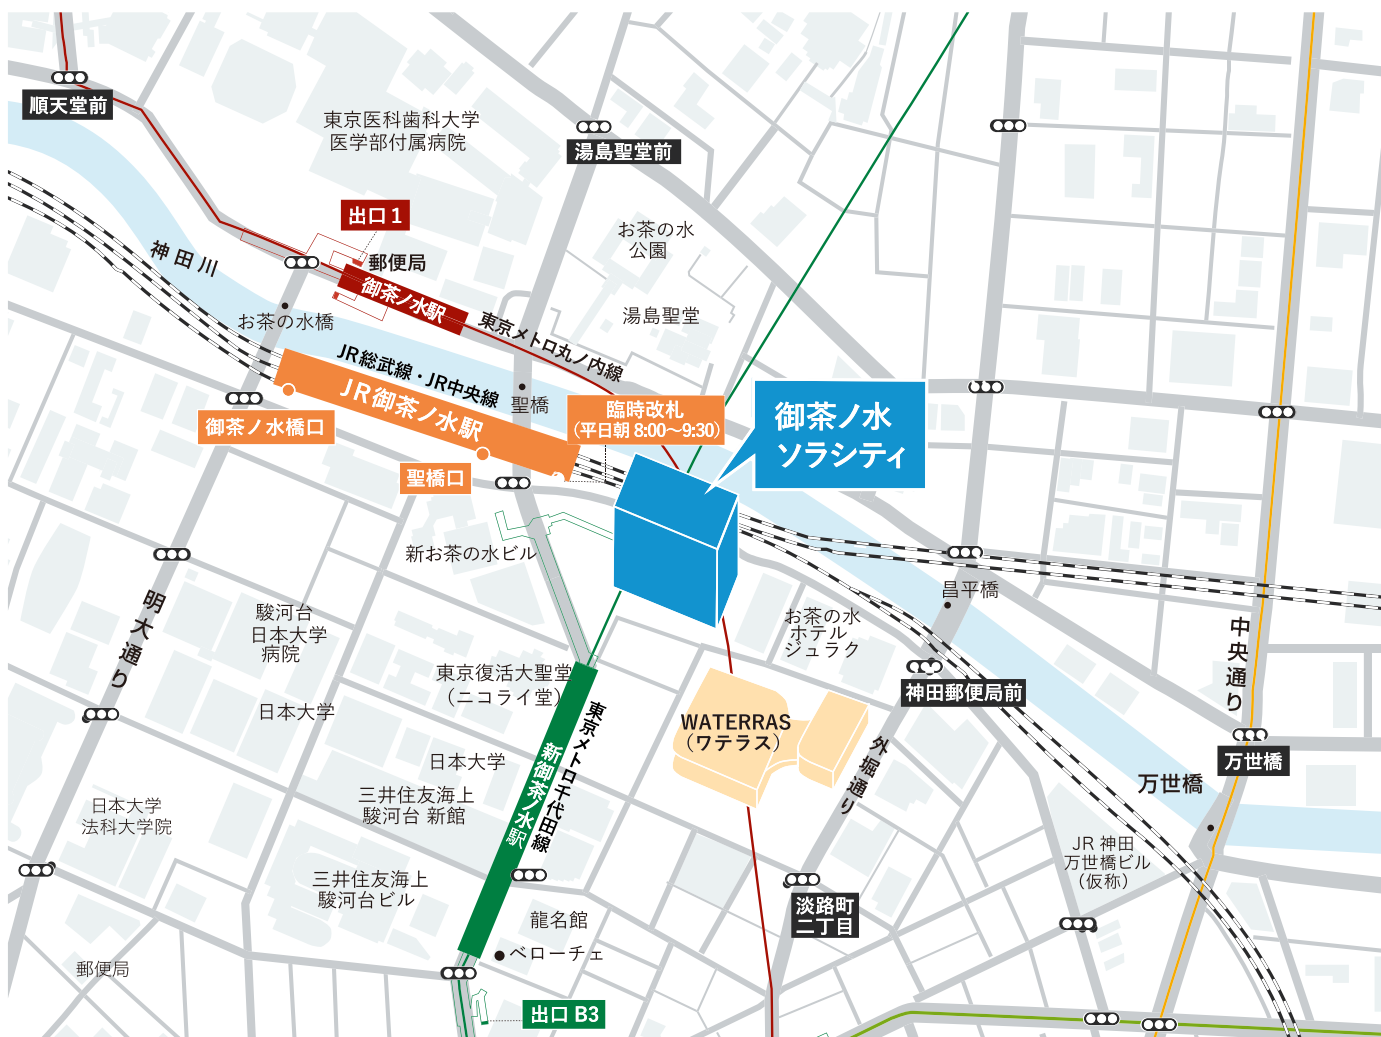 順天堂前
東京医科歯科大学
医学部付属病院
湯島聖堂前
出口 1
お茶の水
公園
神田川
郵便局
御茶ノ水駅
お茶の水橋
湯島聖堂
東京メトロ丸ノ内線
JR総武線・JR中央線
JR御茶ノ水駅
聖橋
臨時改札
（平日朝 8:00〜9:30）
御茶ノ水
ソラシティ
御茶ノ水橋口
聖橋口
新お茶の水ビル
昌平橋
明大通り
駿河台
日本大学
病院
お茶の水
ホテル
ジュラク
中央通り
東京復活大聖堂
（ニコライ堂）
神田郵便局前
日本大学
WATERRAS
（ワテラス）
東京メトロ千代田線
新御茶ノ水駅
外堀通り
日本大学
万世橋
万世橋
三井住友海上
駿河台 新館
日本大学
法科大学院
JR 神田
万世橋ビル
（仮称）
三井住友海上
駿河台ビル
淡路町
二丁目
龍名館
ベローチェ
郵便局
出口 B3